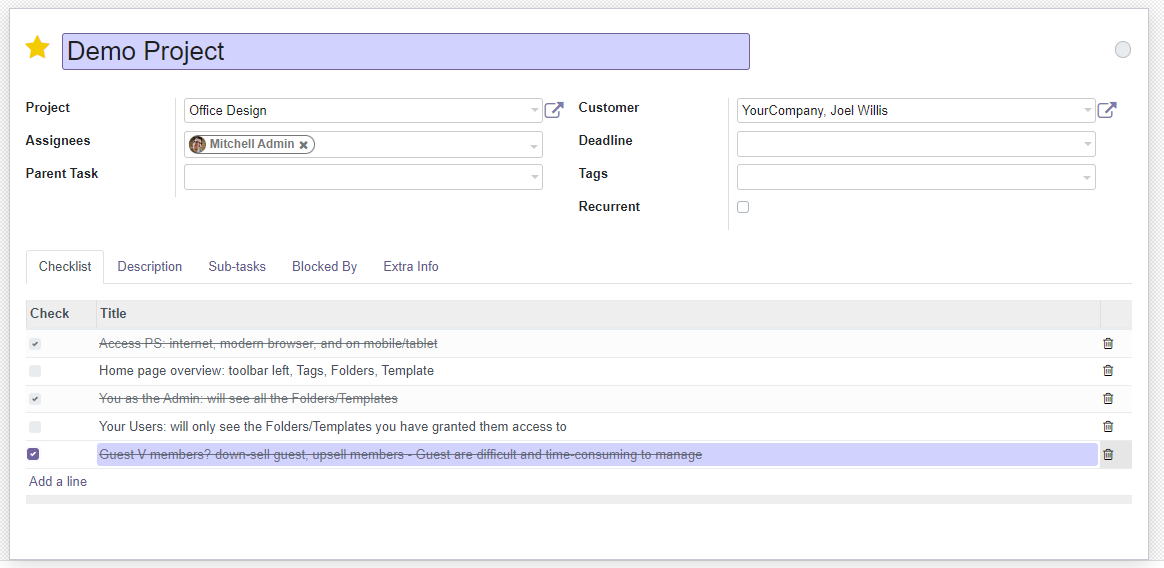 Demo Project
Project Office Design Customer YourCompany, Joel Willis
Assignees Mitchell Admin Deadline
Parent Task Tags
Recurrent
Checklist Description Sub-tasks Blocked By Extra Info
Check Title
Access PS: internet, modern browser, and on mobile/tablet
Home page overview: toolbar left, Tags, Folders, Template
You as the Admin: will see all the Folders/Templates
Your Users: will only see the Folders/Templates you have granted them access to
Guest V members? down-sell guest, upsell members - Guest are difficult and time-consuming to manage
Add a line